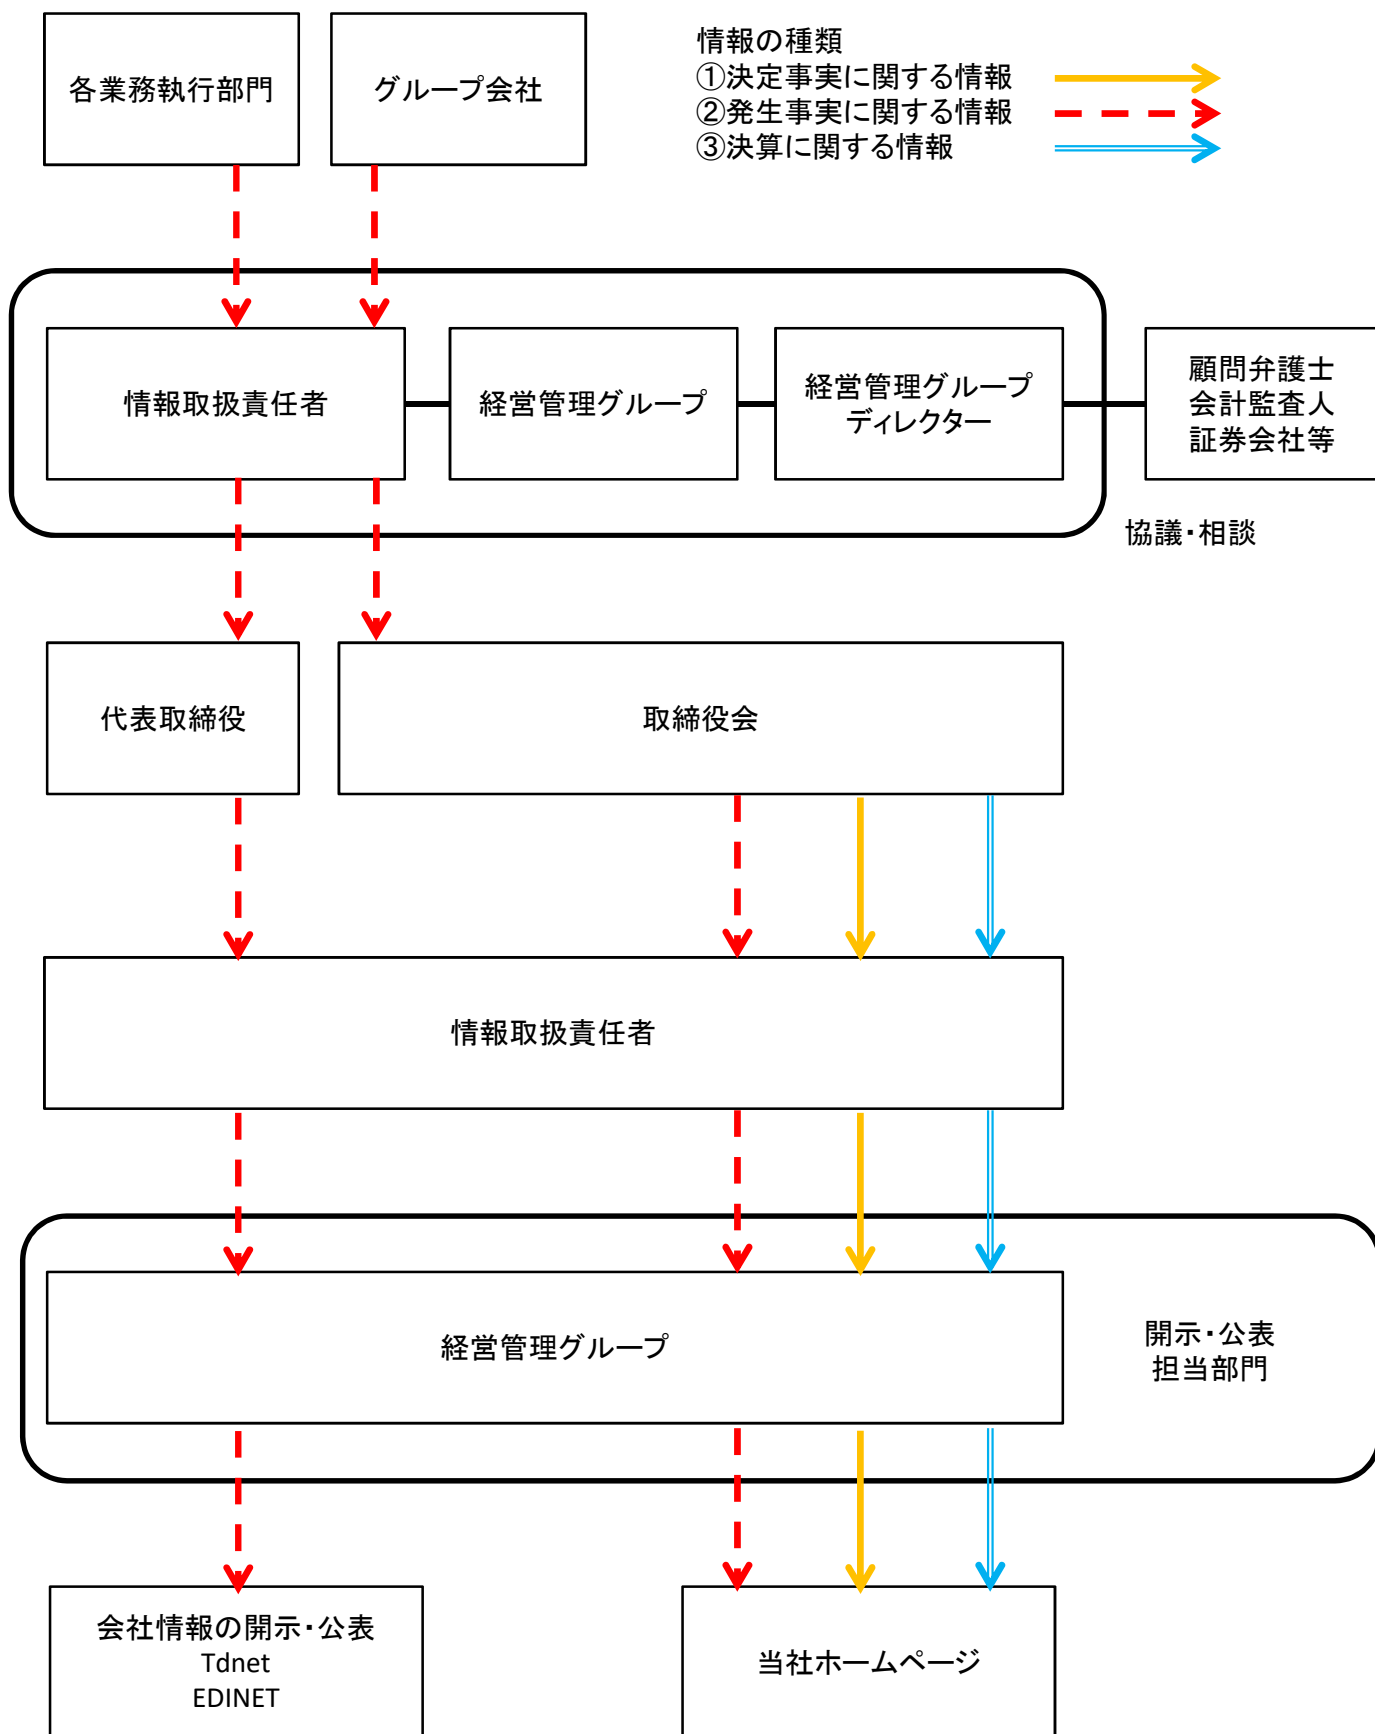 各業務執行部門
グループ会社
情報の種類
①決定事実に関する情報
②発生事実に関する情報
③決算に関する情報
情報取扱責任者
経営管理グループ
経営管理グループ
ディレクター
顧問弁護士
会計監査人
証券会社等
協議・相談
代表取締役
取締役会
情報取扱責任者
経営管理グループ
開示・公表
担当部門
会社情報の開示・公表
Tdnet
EDINET
当社ホームページ